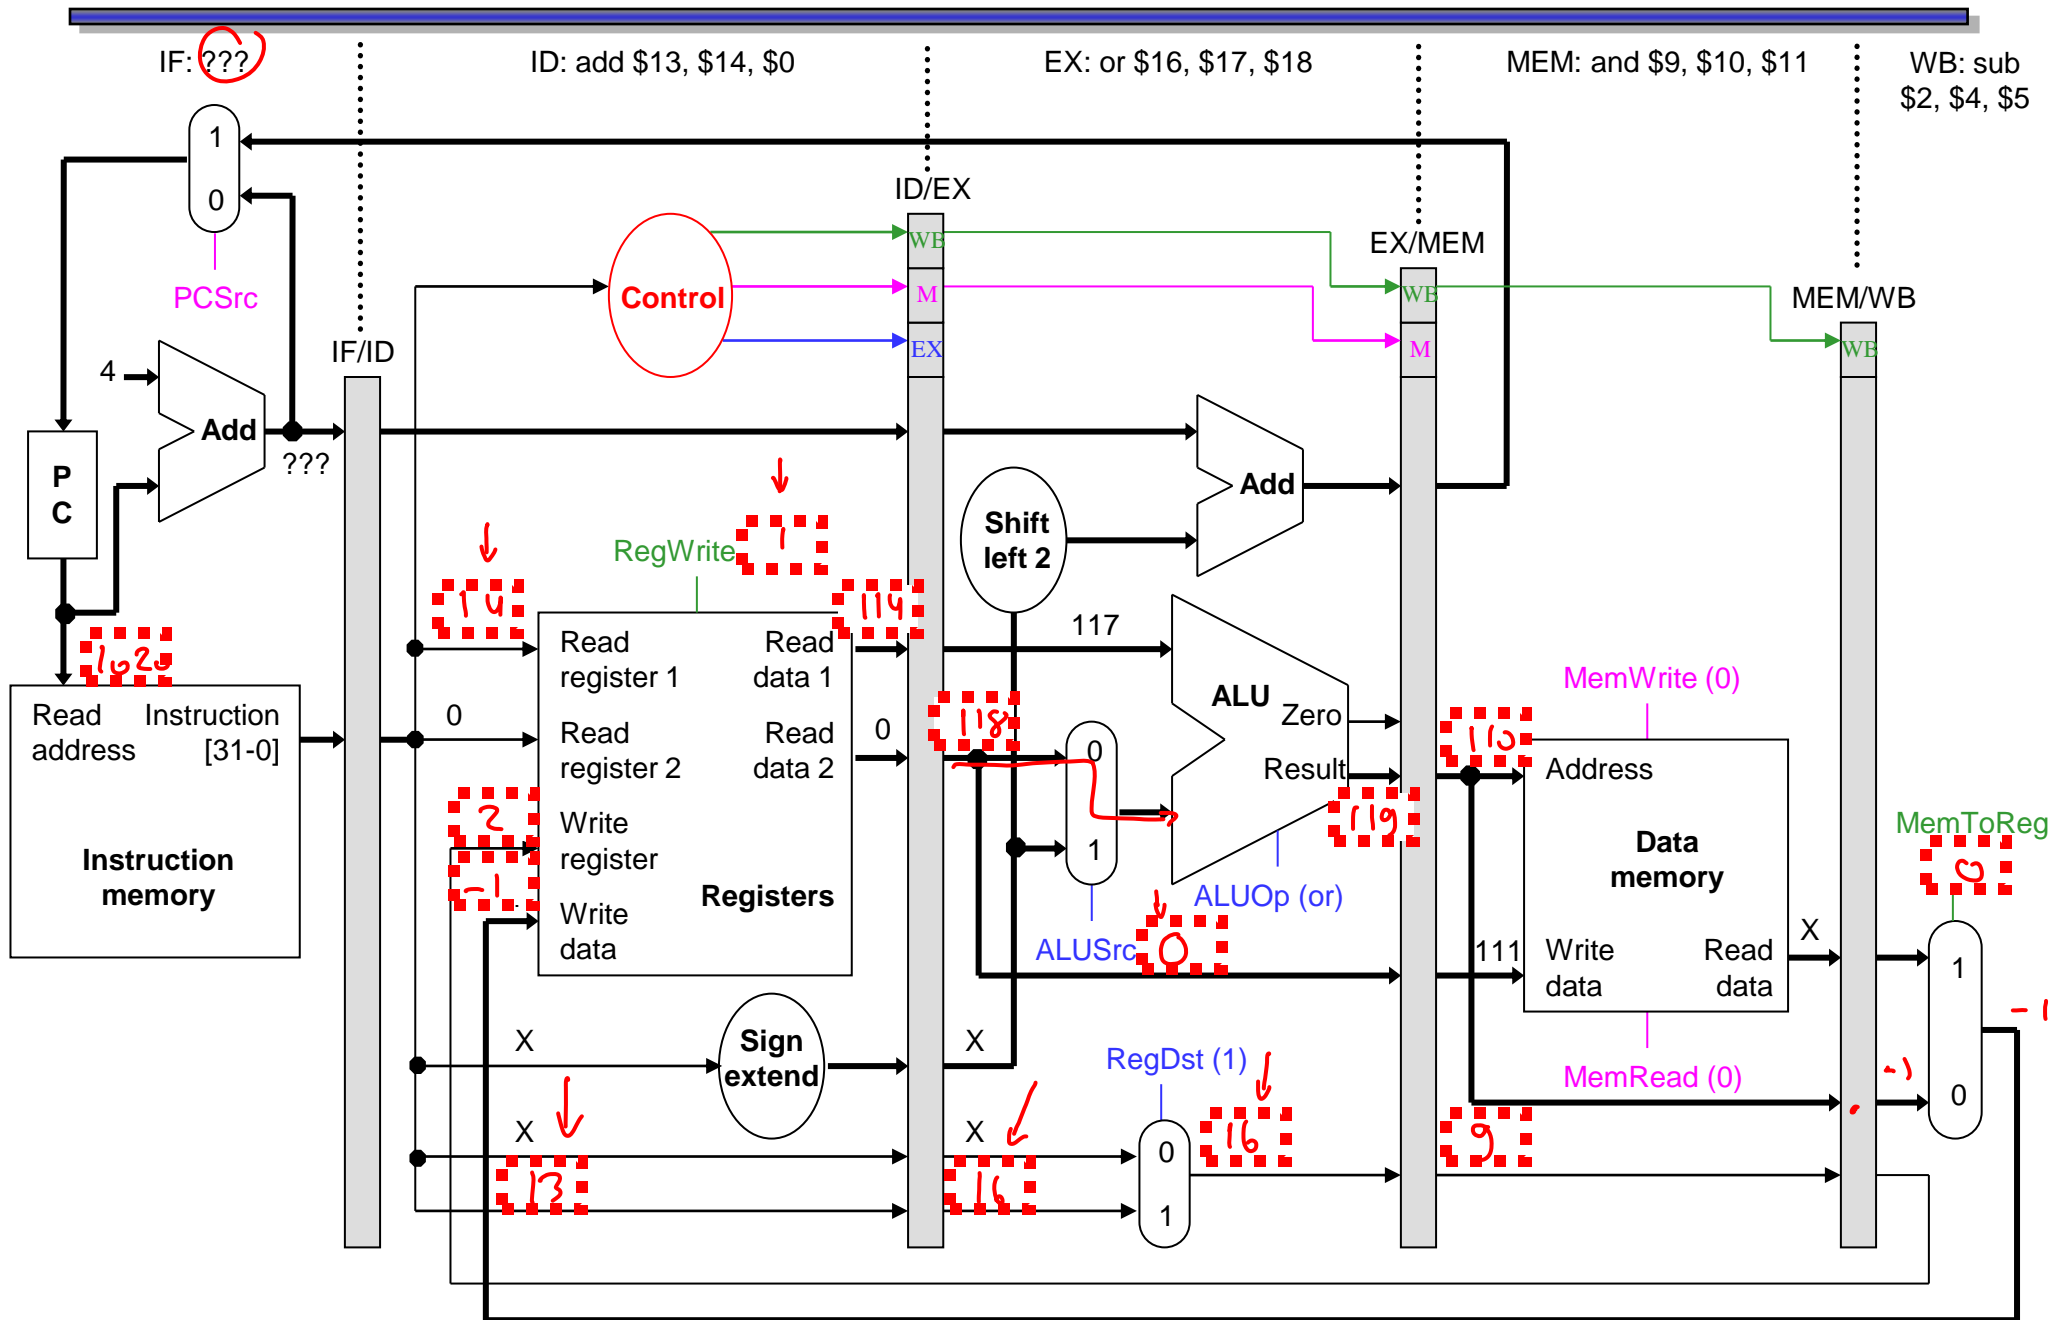 IF: ???
ID: add $13, $14, $0
EX: or $16, $17, $18
MEM: and $9, $10, $11
WB: sub
$2, $4, $5
1
0
PCSrc
4
Add
???
P
C
1020
Read
address
Instruction
[31-0]
Instruction
memory
IF/ID
Control
ID/EX
WB
M
EX
EX/MEM
WB
M
MEM/WB
WB
RegWrite
1
14
0
2
-1
Read
register 1
Read
data 1
Read
register 2
Read
data 2
Write
register
Write
data
Registers
114
0
X
Sign
extend
X
X
13
X
X
16
Shift
left 2
Add
117
118
0
1
ALUSrc
0
ALU
Zero
Result
119
ALUOp (or)
RegDst (1)
0
1
16
MemWrite (0)
110
Address
Data
memory
111
Write
data
Read
data
X
MemRead (0)
9
MemToReg
0
1
0
-1
-1